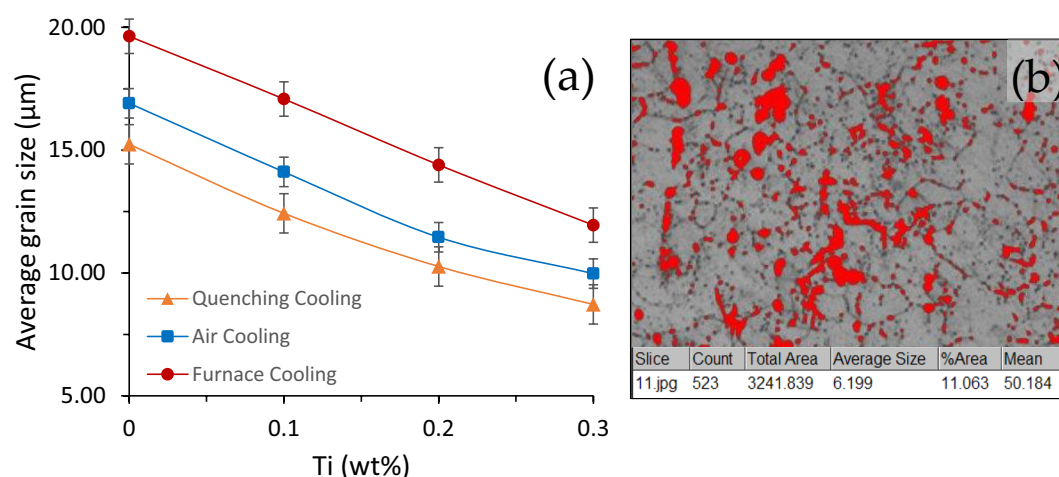 20.00
15.00
10.00
5.00
Average grain size (μm)
(a)
Quenching Cooling
Air Cooling
Furnace Cooling
0 0.1 0.2 0.3
Ti (wt%)
(b)
Slice Count Total Area Average Size %Area Mean
11.jpg 523 3241.839 6.199 11.063 50.184